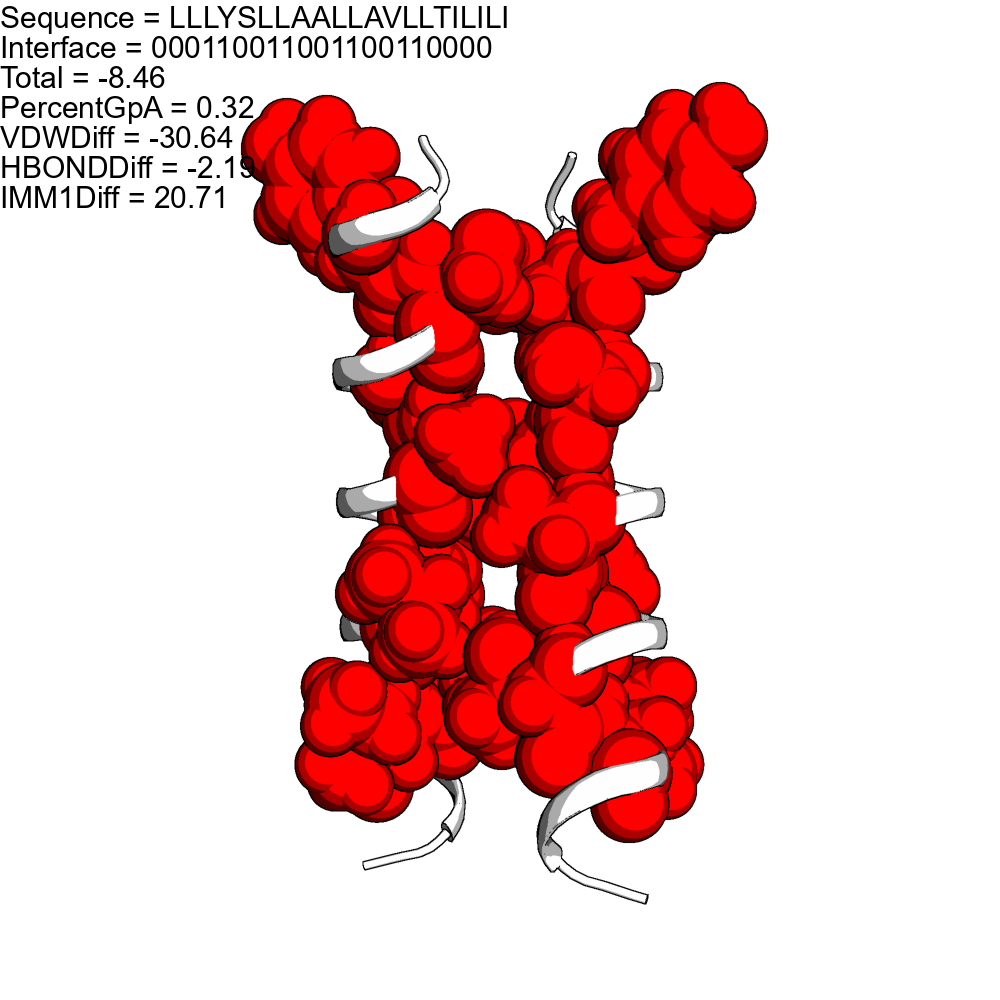 Sequence = LLLYSLLAALLAVLLTILILI
Interface = 000110011001100110000
Total = -8.46
PercentGpA = 0.32
VDWDiff = -30.64
HBONDDiff = -2.19
IMM1Diff = 20.71